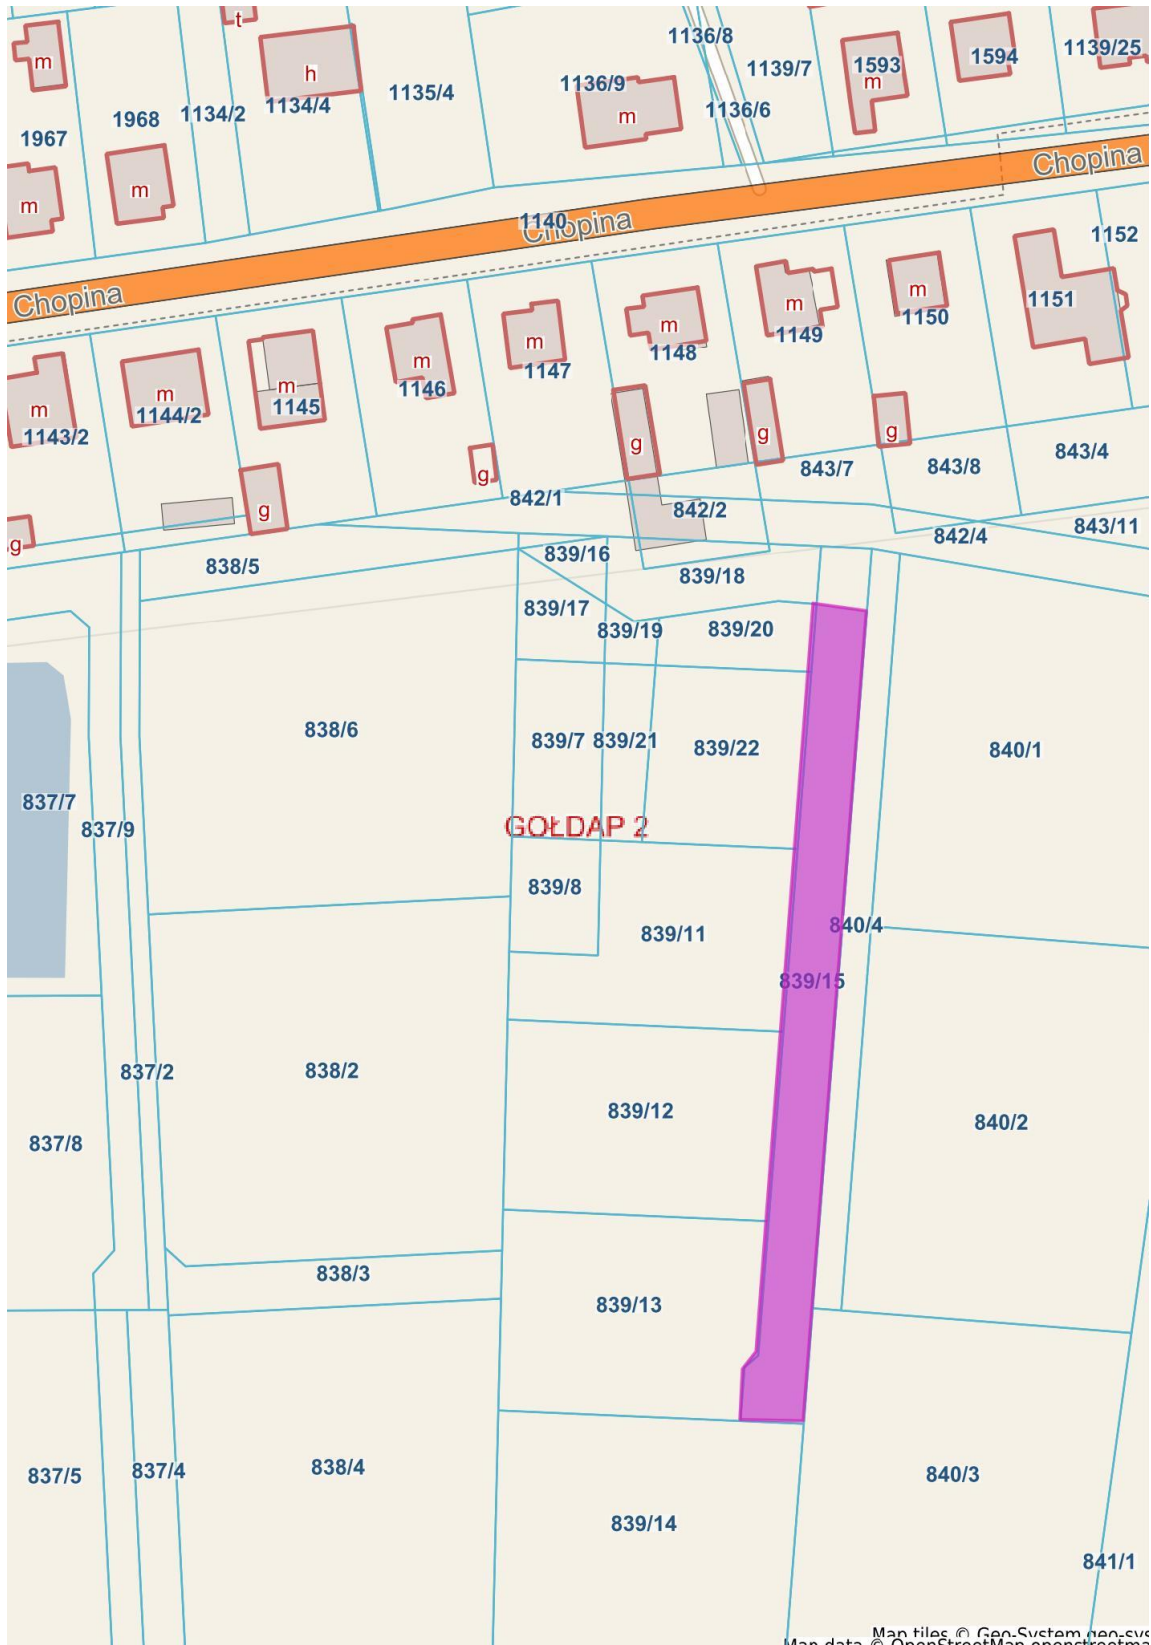 t
1136/8
m
h
1134/4
1135/4
1136/9
m
1139/7
1136/6
1593
m
1594
1139/25
1967
1968
1134/2
m
m
Chopina
1140
Chopina
1152
Chopina
m
1143/2
m
1144/2
m
1145
m
1146
m
1147
m
1148
m
1149
m
1150
1151
g
g
g
g
843/7
843/8
843/4
842/1
842/2
g
g
842/4
843/11
838/5
839/16
839/18
839/17
839/19
839/20
838/6
839/7
839/21
839/22
840/1
837/7
837/9
GOŁDAP 2
839/8
839/11
840/4
839/15
837/2
838/2
839/12
840/2
837/8
838/3
839/13
837/5
837/4
838/4
840/3
839/14
841/1
Map tiles © Geo-System geo-sys
Map data © OpenStreetMap openstreetma